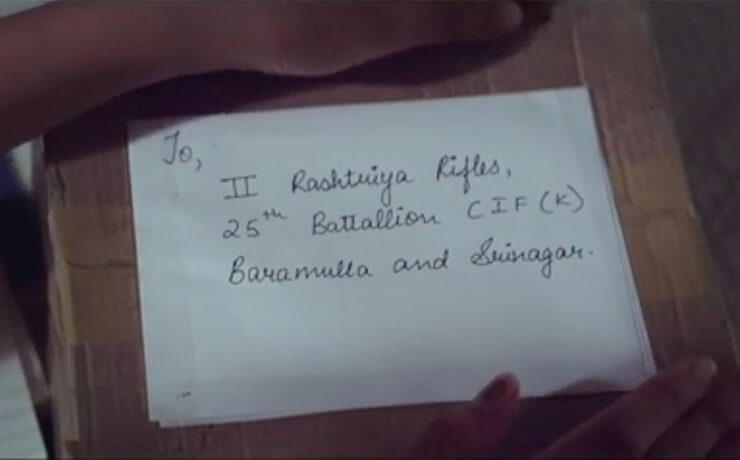 To,
II Rashtriya Rifles,
25th Battallion CIF (K)
Baramulla and Srinagar.